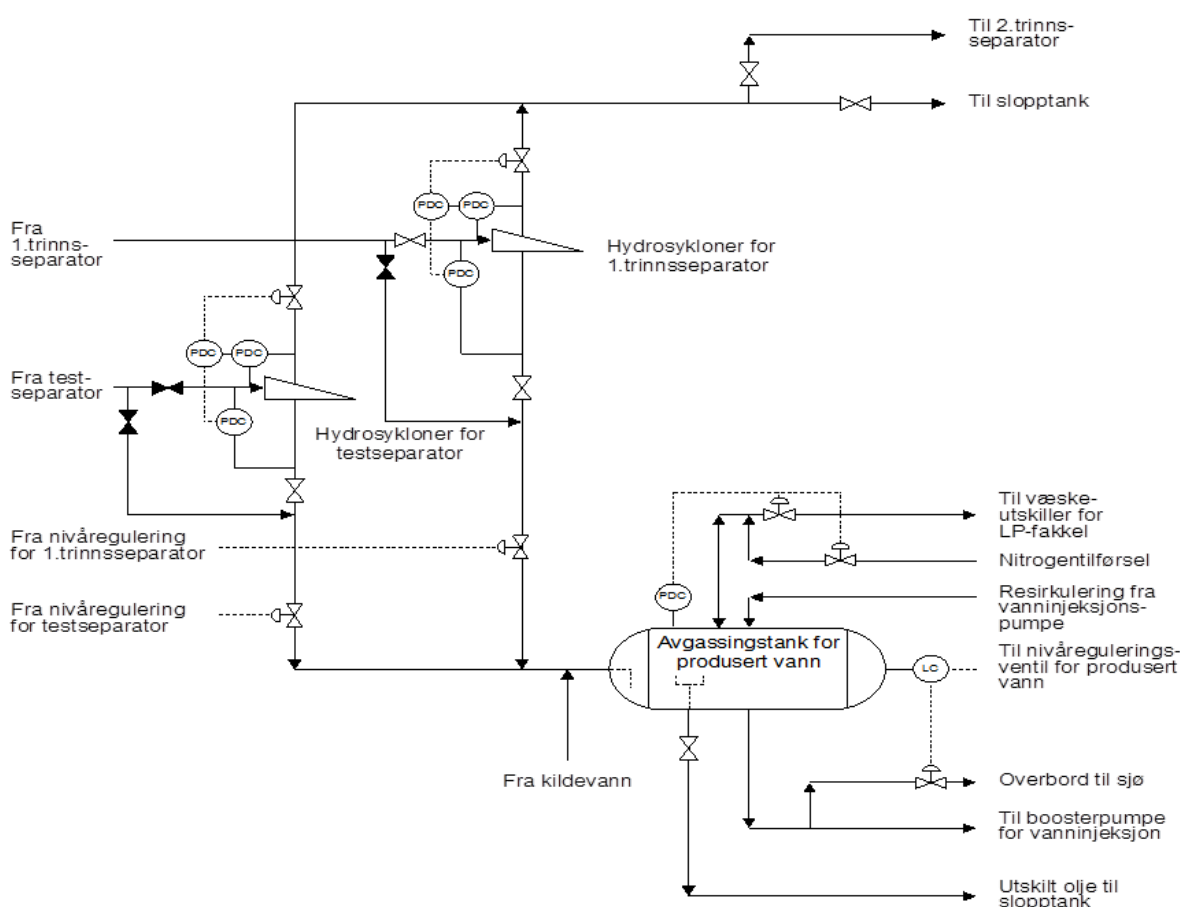 Til 2.trinns-
separator
Til slopptank
PDC
PDC
Fra
1.trinns-
separator
Hydrosykloner for
1.trinnsseparator
PDC
PDC
PDC
Fra test-
separator
PDC
Hydrosykloner for
testseparator
Fra nivåregulering
for 1.trinnsseparator
Fra nivåregulering
for testseparator
Til væske-
utskiller for
LP-fakkel
Nitrogentilførsel
PDC
Resirkulering fra
vanninjeksjons-
pumpe
Avgassingstank for
produsert vann
Til nivåregulerings-
ventil for produsert
vann
LC
Fra kildevann
Overbord til sjø
Til boosterpumpe
for vanninjeksjon
Utskilt olje til
slopptank